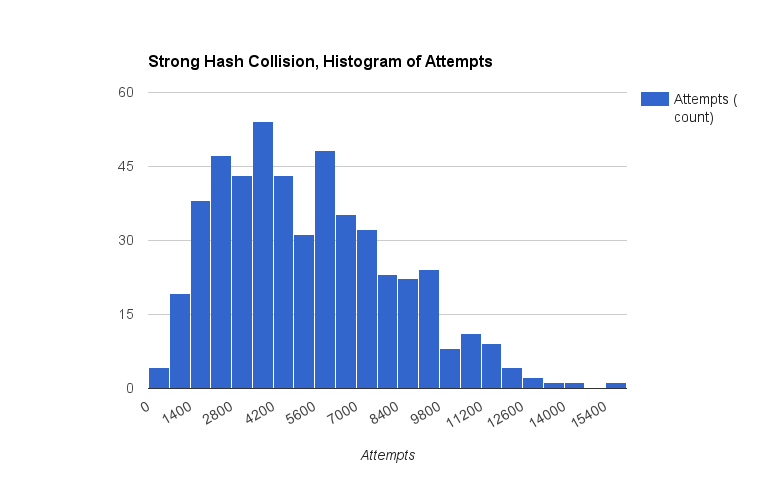 Strong Hash Collision, Histogram of Attempts
60
45
30
15
0
Attempts (
count)
0 1400 2800 4200 5600 7000 8400 9800 11200 12600 14000 15400
Attempts